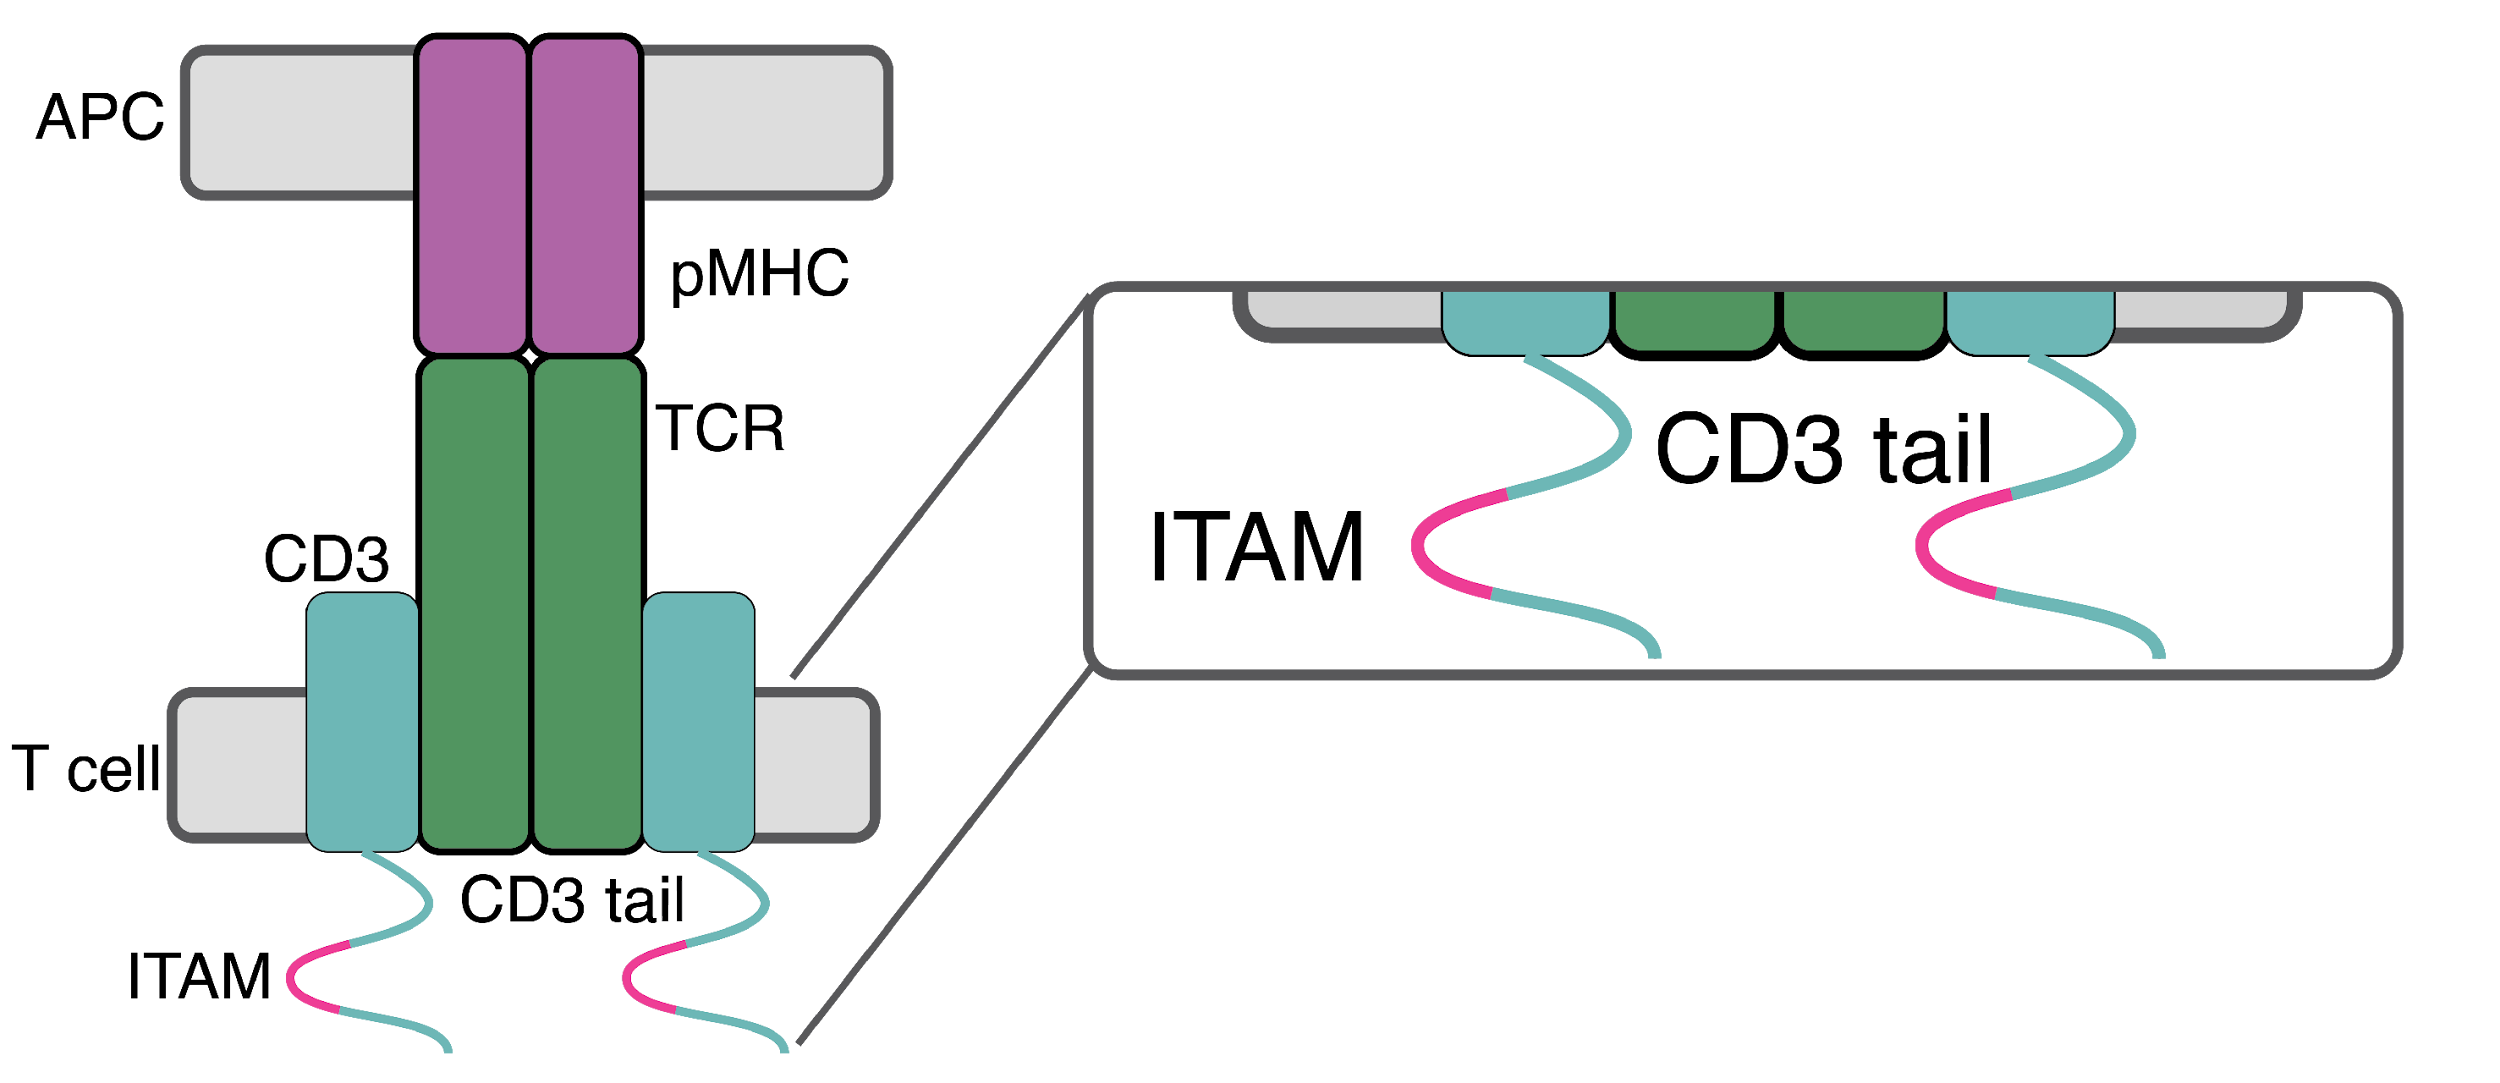 APC
pMHC
TCR
CD3
T cell
CD3 tail
ITAM
CD3 tail
ITAM